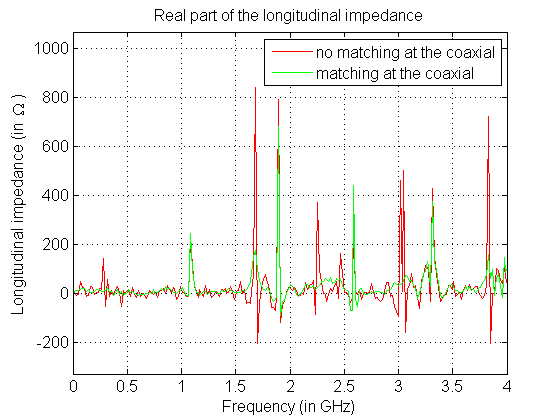 Real part of the longitudinal impedance
no matching at the coaxial
matching at the coaxial
Longitudinal impedance (in Ω)
1000
800
600
400
200
0
-200
0 0.5 1 1.5 2 2.5 3 3.5 4
Frequency (in GHz)